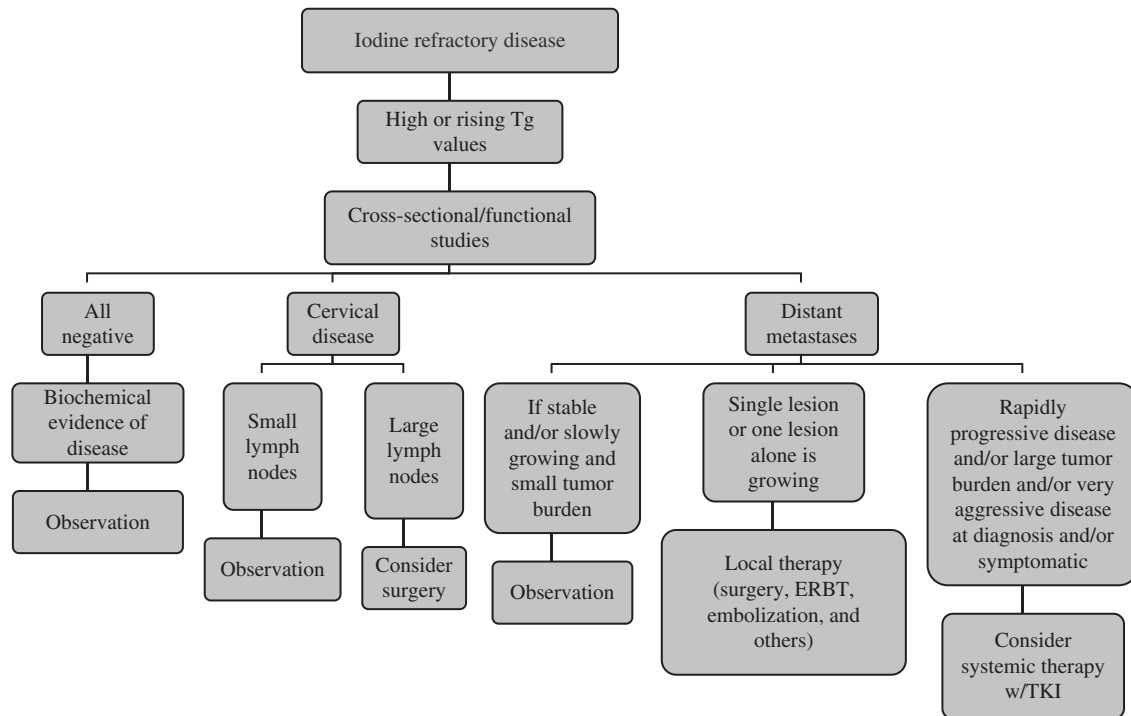 Iodine refractory disease
High or rising Tg
values
Cross-sectional/functional
studies
All
negative
Biochemical
evidence of
disease
Observation
Cervical
disease
Small
lymph
nodes
Observation
Large
lymph
nodes
Consider
surgery
Distant
metastases
If stable
and/or slowly
growing and
small tumor
burden
Observation
Single lesion
or one lesion
alone is
growing
Local therapy
(surgery, ERBT,
embolization, and
others)
Rapidly
progressive disease
and/or large tumor
burden and/or very
aggressive disease
at diagnosis and/or
symptomatic
Consider
systemic therapy
w/TKI